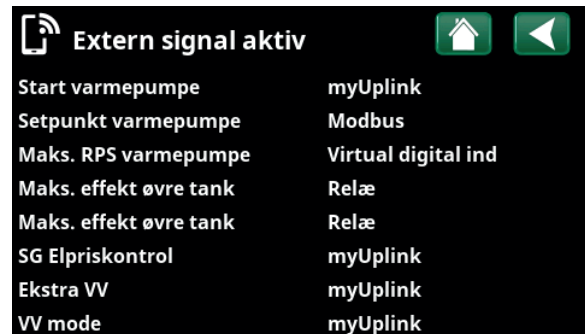 Extern signal aktiv
Start varmepumpe myUplink
Setpunkt varmepumpe Modbus
Maks. RPS varmepumpe Virtual digital ind
Maks. effekt øvre tank Relæ
Maks. effekt øvre tank Relæ
SG Elpriskontrol myUplink
Ekstra VV myUplink
VV mode myUplink